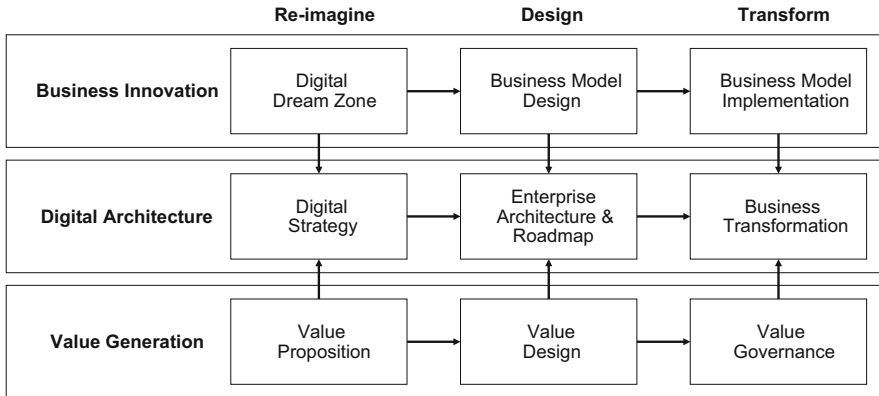 Re-imagine
Design
Transform
Business Innovation
Digital
Dream Zone
Business Model
Design
Business Model
Implementation
Digital Architecture
Digital
Strategy
Enterprise
Architecture &
Roadmap
Business
Transformation
Value Generation
Value
Proposition
Value
Design
Value
Governance